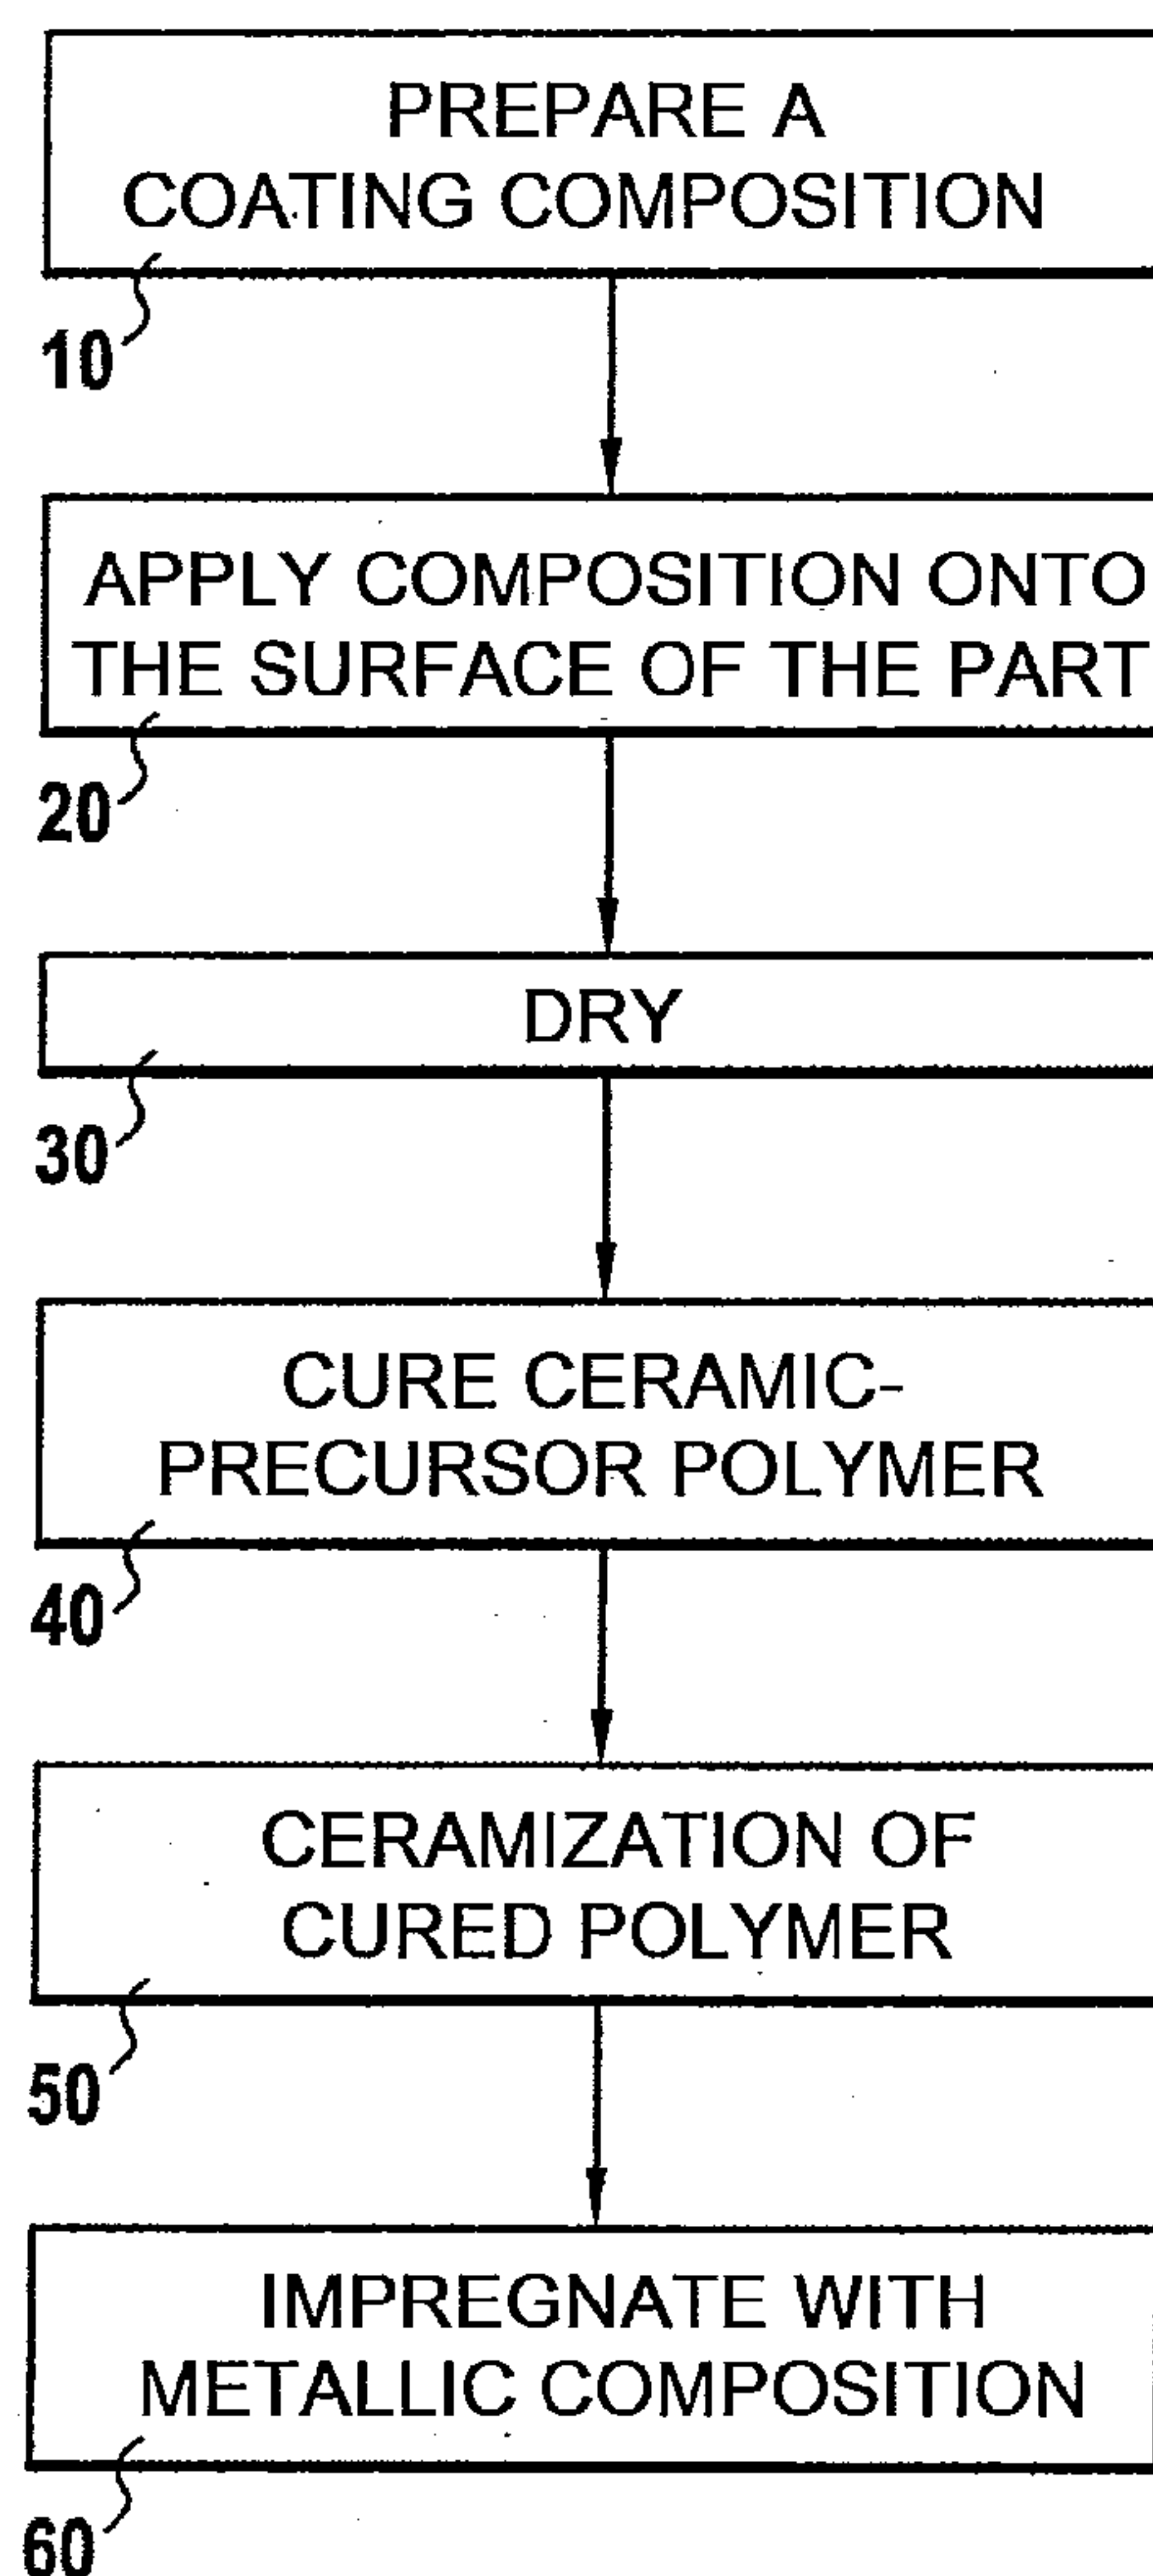 PREPARE A
COATING COMPOSITION
10
APPLY COMPOSITION ONTO
THE SURFACE OF THE PART
20
DRY
30
CURE CERAMIC-
PRECURSOR POLYMER
40
CERAMIZATION OF
CURED POLYMER
50
IMPREGNATE WITH
METALLIC COMPOSITION
60